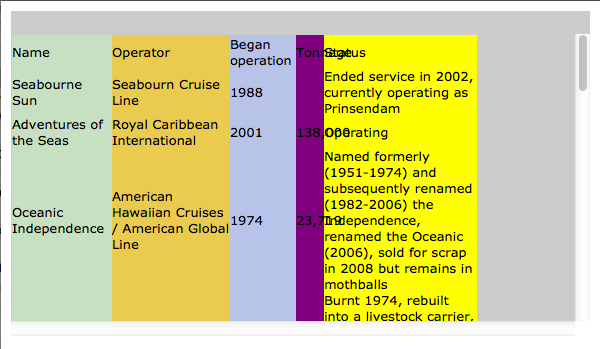 Name
Operator
Began
operation
Tonnage
Status
Seabourne
Sun
Seabourn Cruise
Line
1988
Ended service in 2002,
currently operating as
Prinsendam
Adventures of
the Seas
Royal Caribbean
International
2001
138,000
Operating
Oceanic
Independence
American
Hawaiian Cruises
/ American Global
Line
1974
23,719
Named formerly
(1951-1974) and
subsequently renamed
(1982-2006) the
Independence,
renamed the Oceanic
(2006), sold for scrap
in 2008 but remains in
mothballs
Burnt 1974, rebuilt
into a livestock carrier,